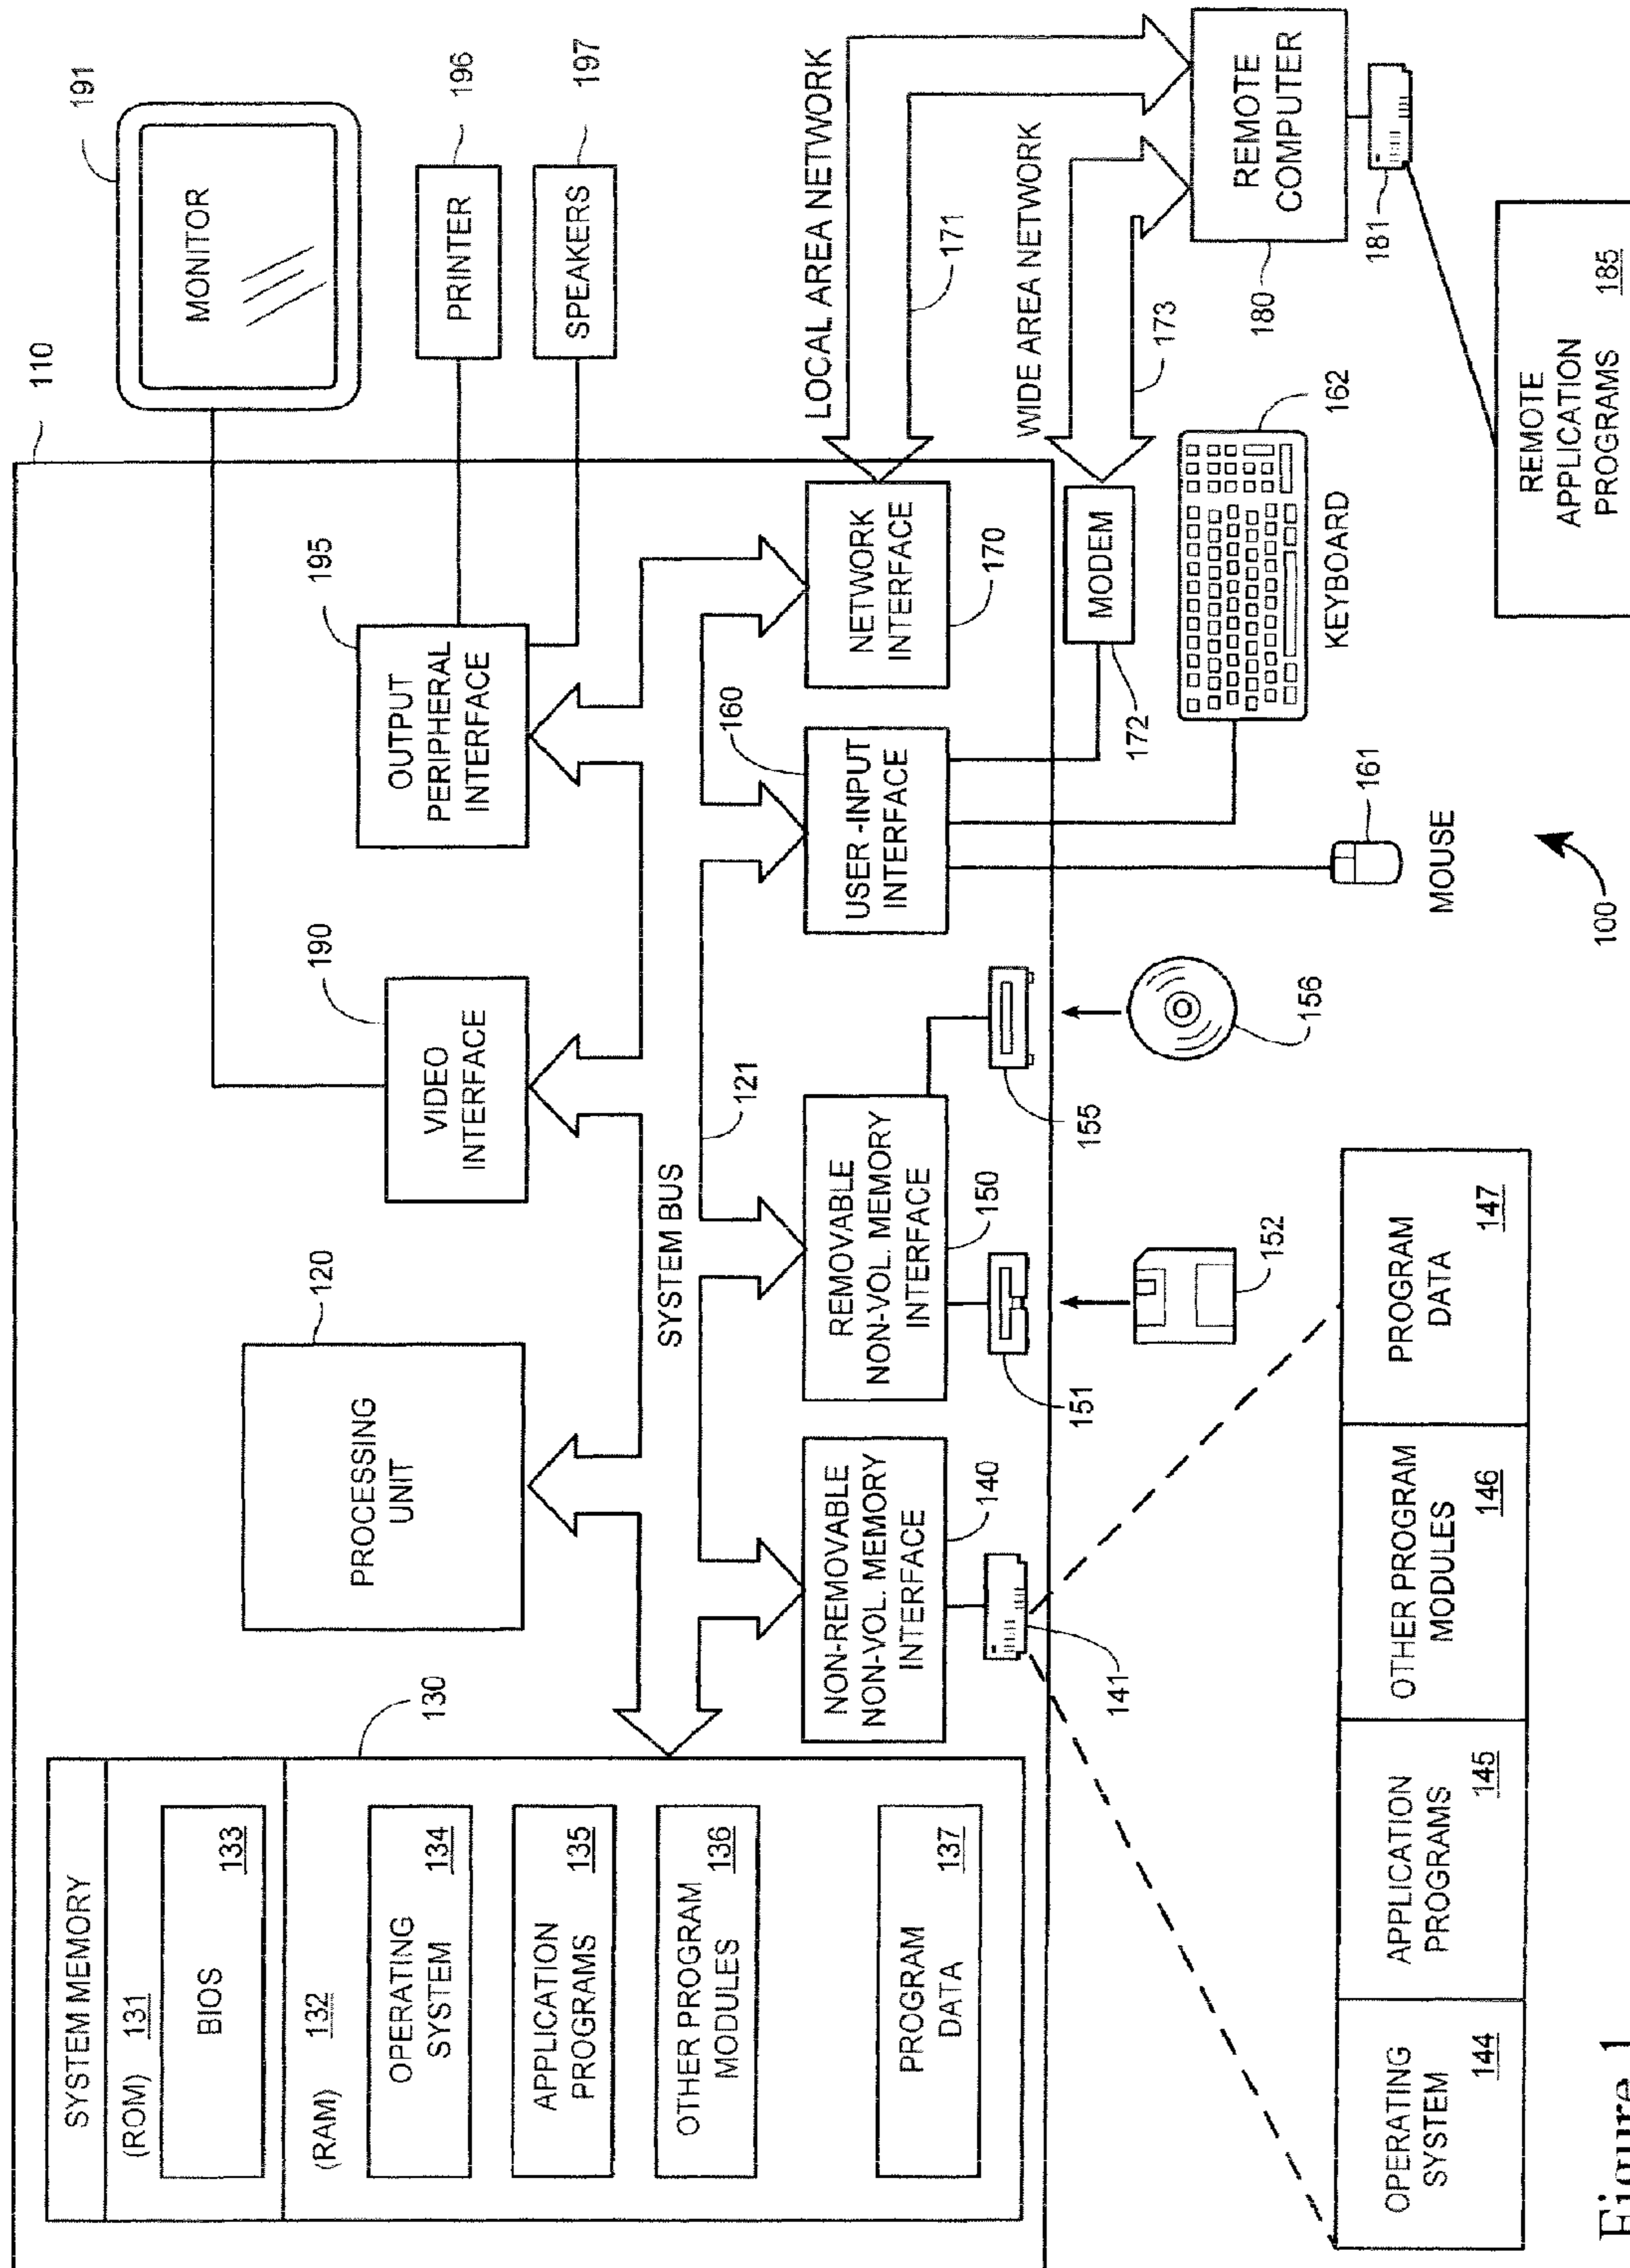 110
SYSTEM MEMORY
(ROM) 131
BIOS
133
(RAM) 132
OPERATING
SYSTEM
134
APPLICATION
PROGRAMS
135
OTHER PROGRAM
MODULES
136
PROGRAM
DATA
137
130
PROCESSING
UNIT
120
VIDEO
INTERFACE
190
OUTPUT
PERIPHERAL
INTERFACE
195
MONITOR
191
PRINTER
196
SPEAKERS
197
SYSTEM BUS
121
NON-REMOVABLE
NON-VOL. MEMORY
INTERFACE
140
REMOVABLE
NON-VOL. MEMORY
INTERFACE
150
USER -INPUT
INTERFACE
160
NETWORK
INTERFACE
170
LOCAL AREA NETWORK
171
WIDE AREA NETWORK
173
MODEM
172
141
151
155
152
156
MOUSE
161
KEYBOARD
162
REMOTE
COMPUTER
180
181
REMOTE
APPLICATION
PROGRAMS
185
OPERATING
SYSTEM
144
APPLICATION
PROGRAMS
145
OTHER PROGRAM
MODULES
146
PROGRAM
DATA
147
100
Figure 1